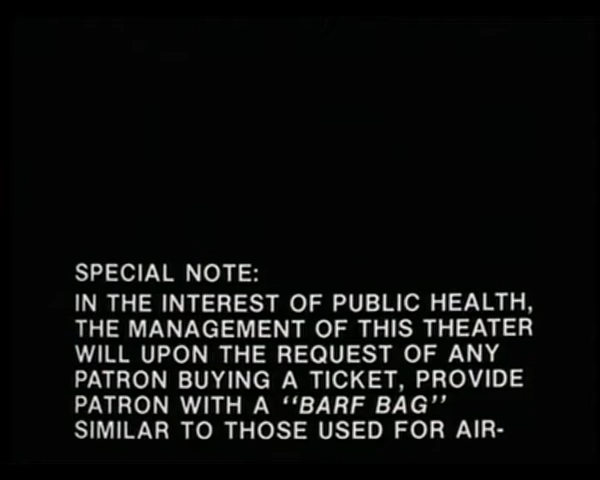 SPECIAL NOTE:
IN THE INTEREST OF PUBLIC HEALTH,
THE MANAGEMENT OF THIS THEATER
WILL UPON THE REQUEST OF ANY
PATRON BUYING A TICKET, PROVIDE
PATRON WITH A “BARF BAG”
SIMILAR TO THOSE USED FOR AIR-